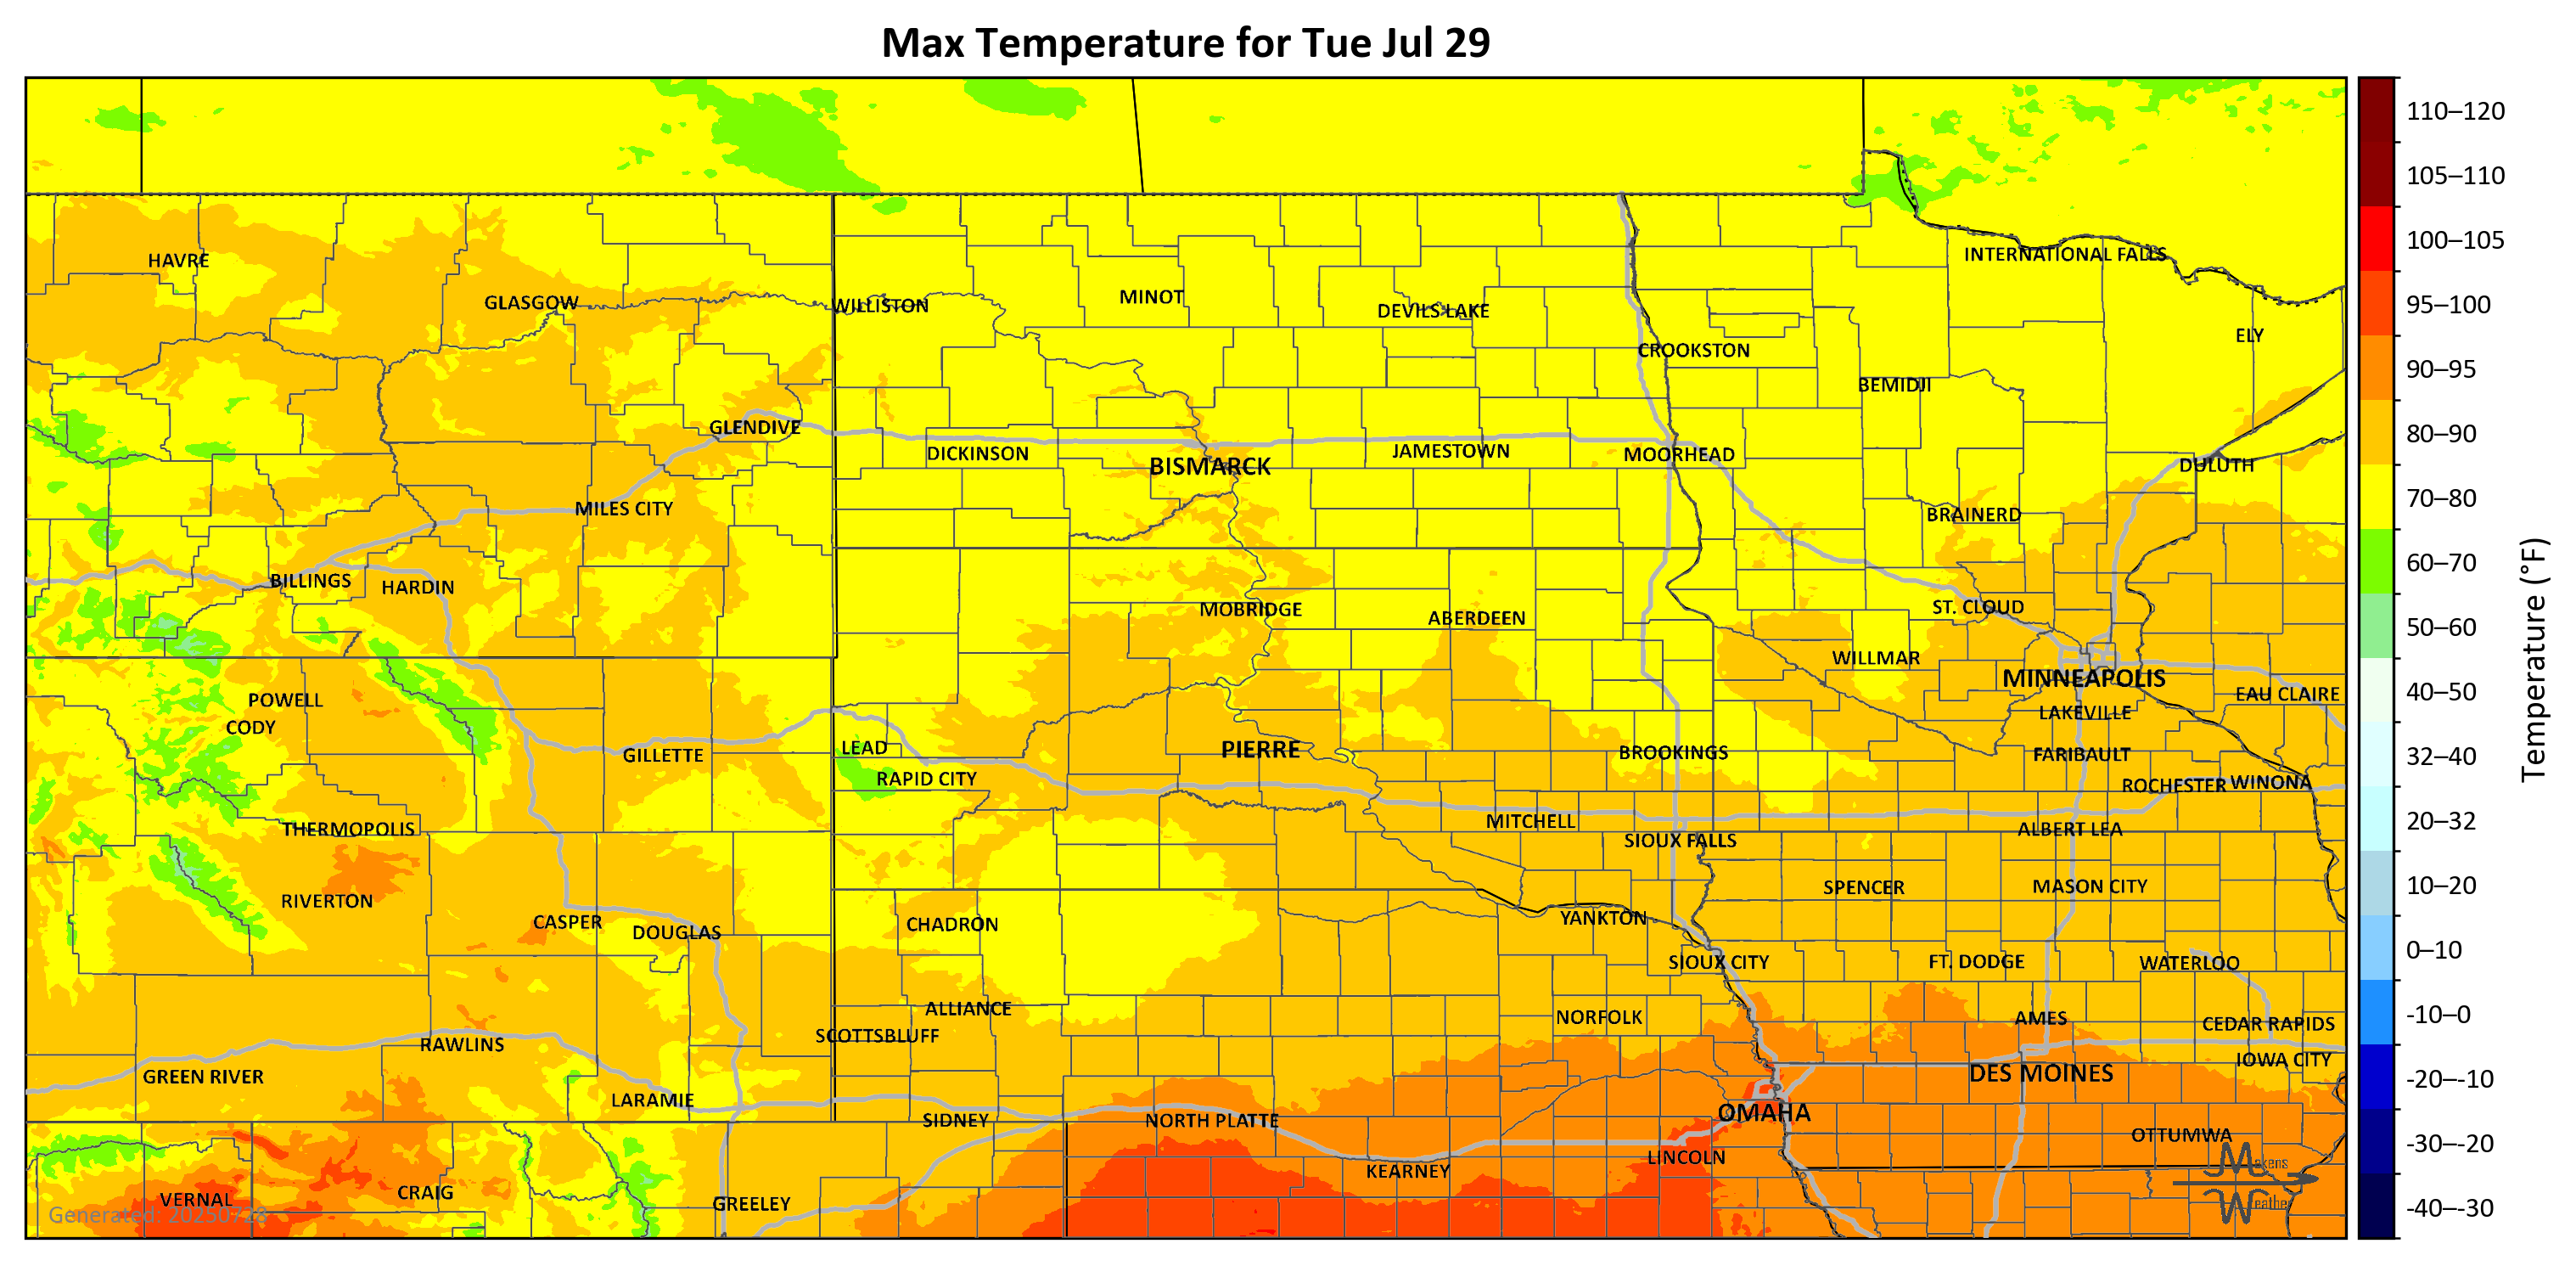 Max Temperature for Tue Jul 29
110–120
105–110
100–105
95–100
90–95
80–90
70–80
60–70
50–60
40–50
32–40
20–32
10–20
0–10
-10–0
-20–-10
-30–-20
-40–-30
Temperature (°F)
INTERNATIONAL FALLS
HAVRE
GLASGOW
WILLISTON
MINOT
DEVILS LAKE
ELY
CROOKSTON
BEMIDJI
GLENDIVE
DICKINSON
BISMARCK
JAMESTOWN
MOORHEAD
DULUTH
MILES CITY
BRAINERD
BILLINGS
HARDIN
MOBRIDGE
ABERDEEN
ST. CLOUD
WILLMAR
MINNEAPOLIS
EAU CLAIRE
POWELL
CODY
LAKEVILLE
GILLETTE
LEAD
PIERRE
BROOKINGS
FARIBAULT
RAPID CITY
ROCHESTER
WINONA
THERMOPOLIS
MITCHELL
ALBERT LEA
SIOUX FALLS
RIVERTON
SPENCER
MASON CITY
CASPER
DOUGLAS
CHADRON
YANKTON
SIOUX CITY
FT. DODGE
WATERLOO
ALLIANCE
NORFOLK
AMES
CEDAR RAPIDS
RAWLINS
SCOTTSBLUFF
IOWA CITY
GREEN RIVER
DES MOINES
LARAMIE
SIDNEY
NORTH PLATTE
OMAHA
OTTUMWA
KEARNEY
LINCOLN
VERNAL
CRAIG
GREELEY
Generated: 20250728
Makens
Weather